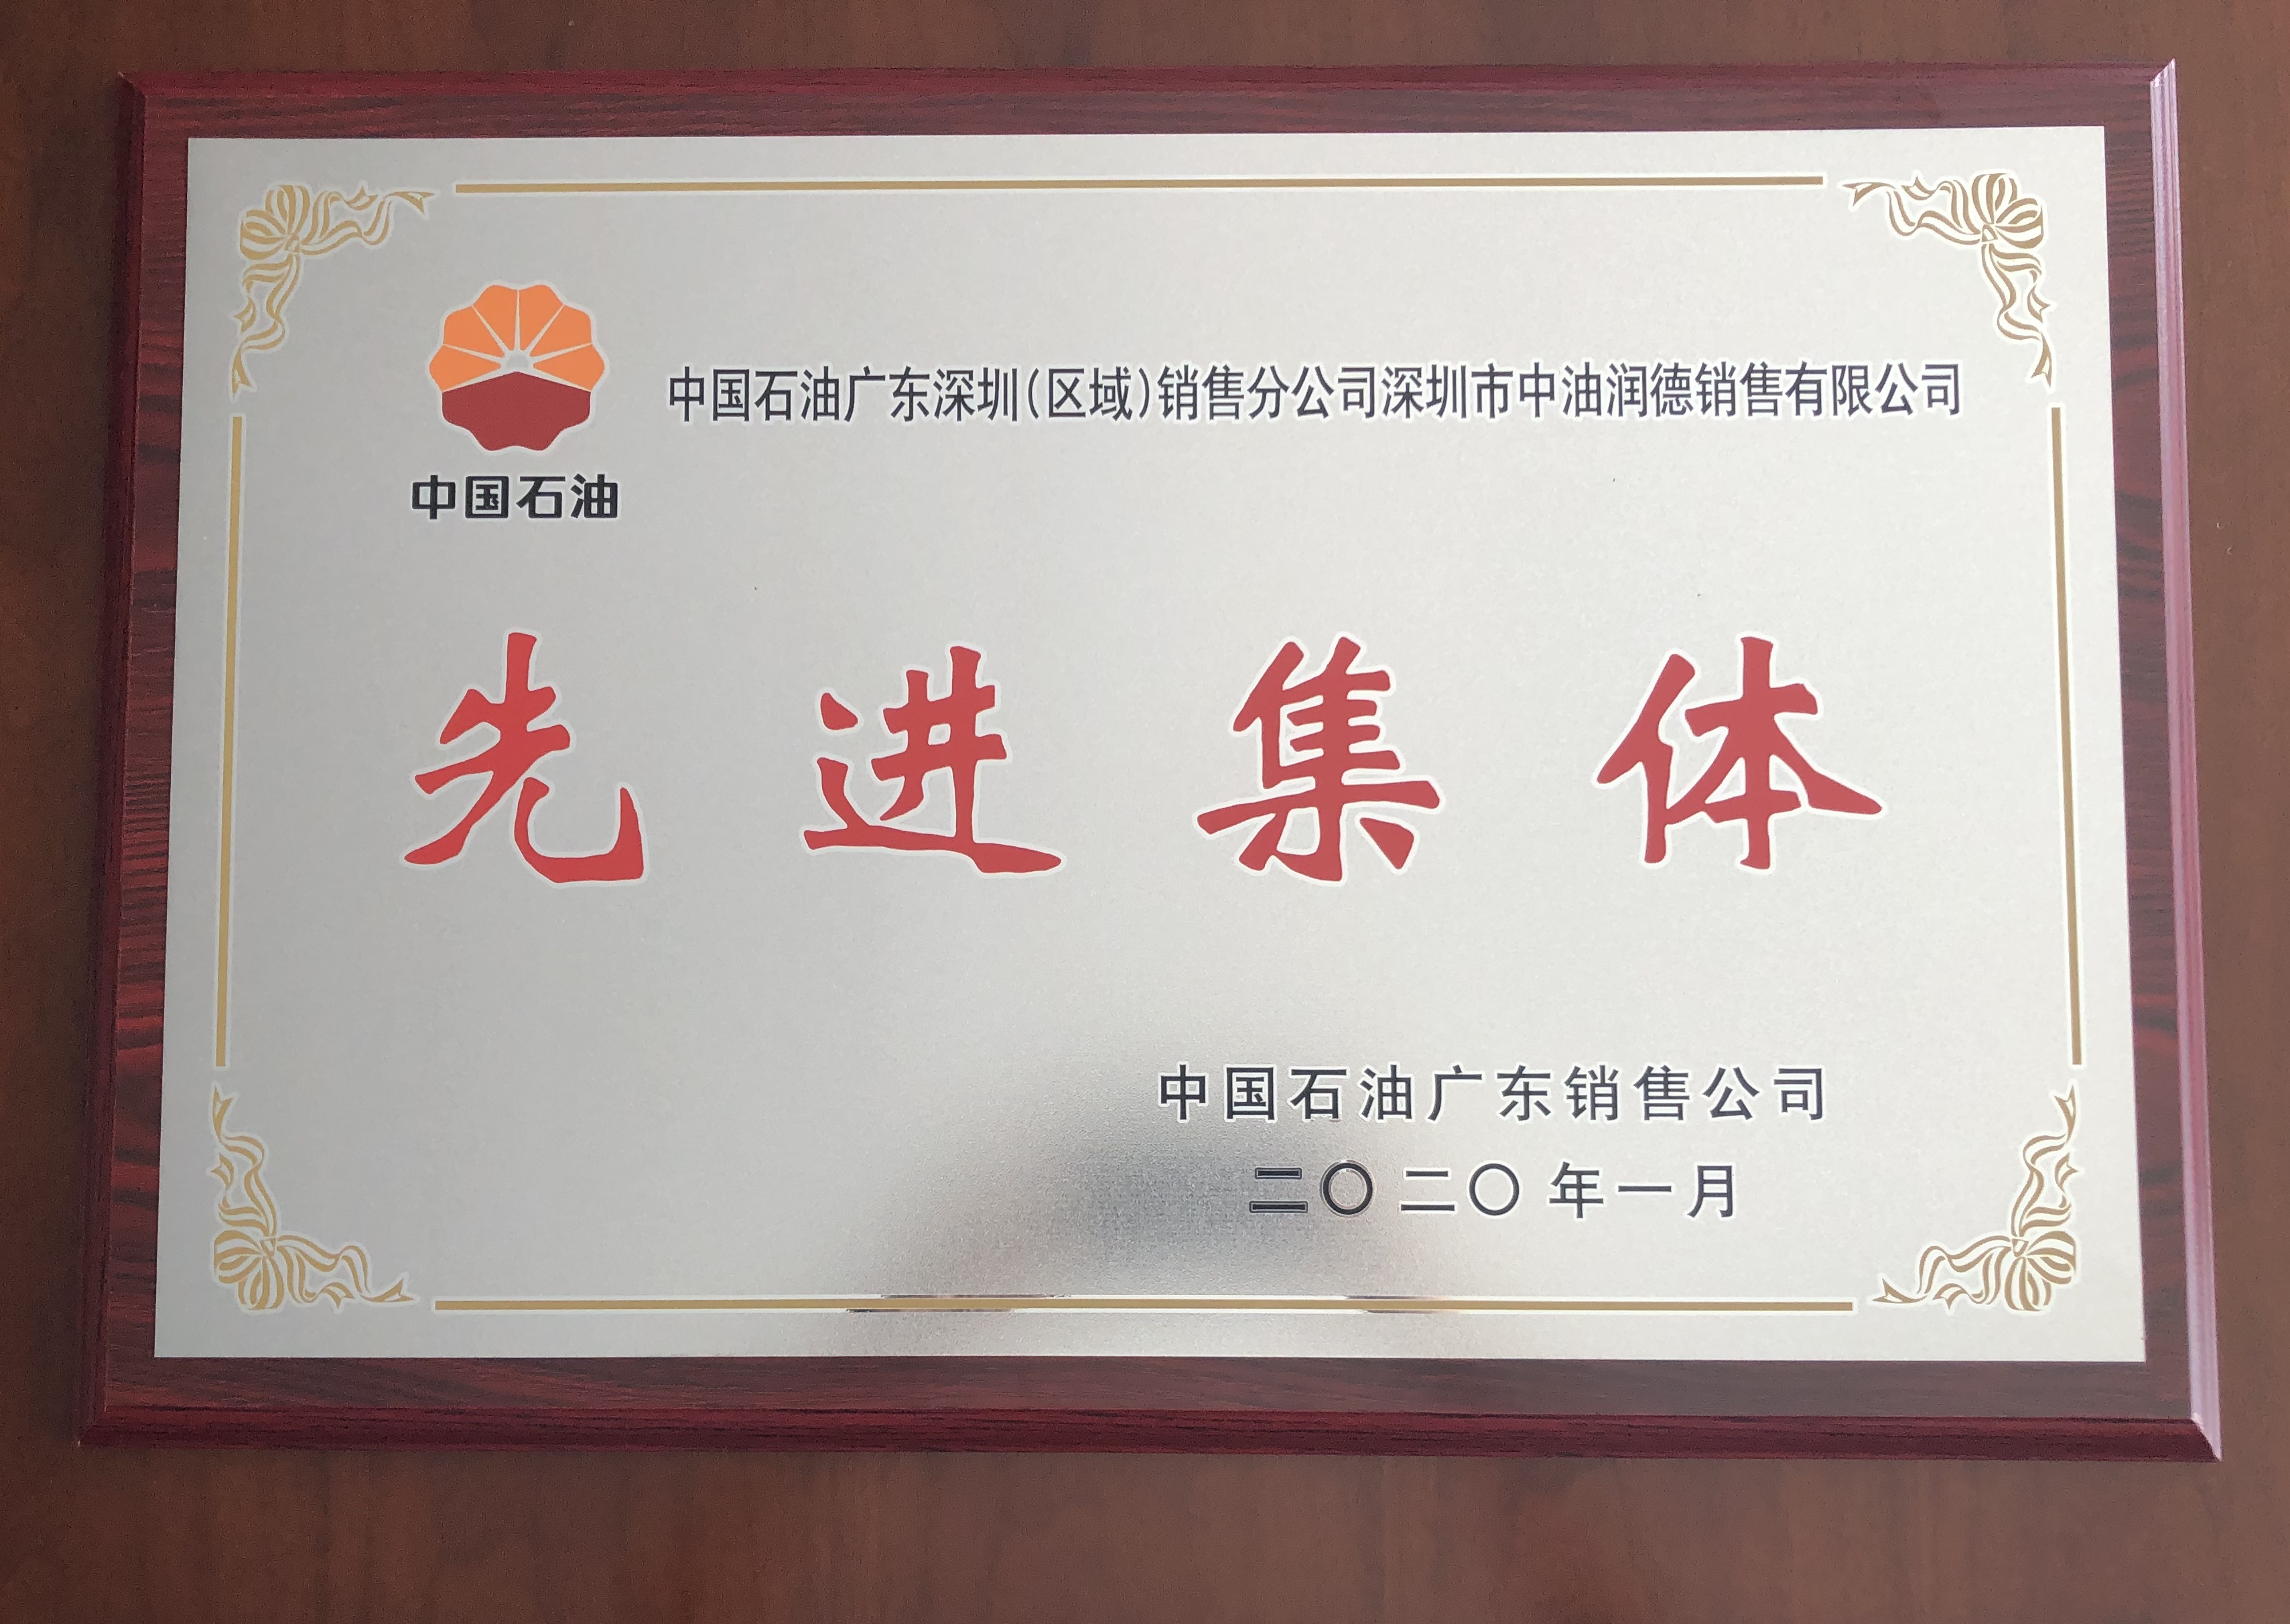 中国石油广东深圳(区域)销售分公司深圳市中油润德销售有限公司
中国石油
先进集体
中国石油广东销售公司
二〇二〇年一月